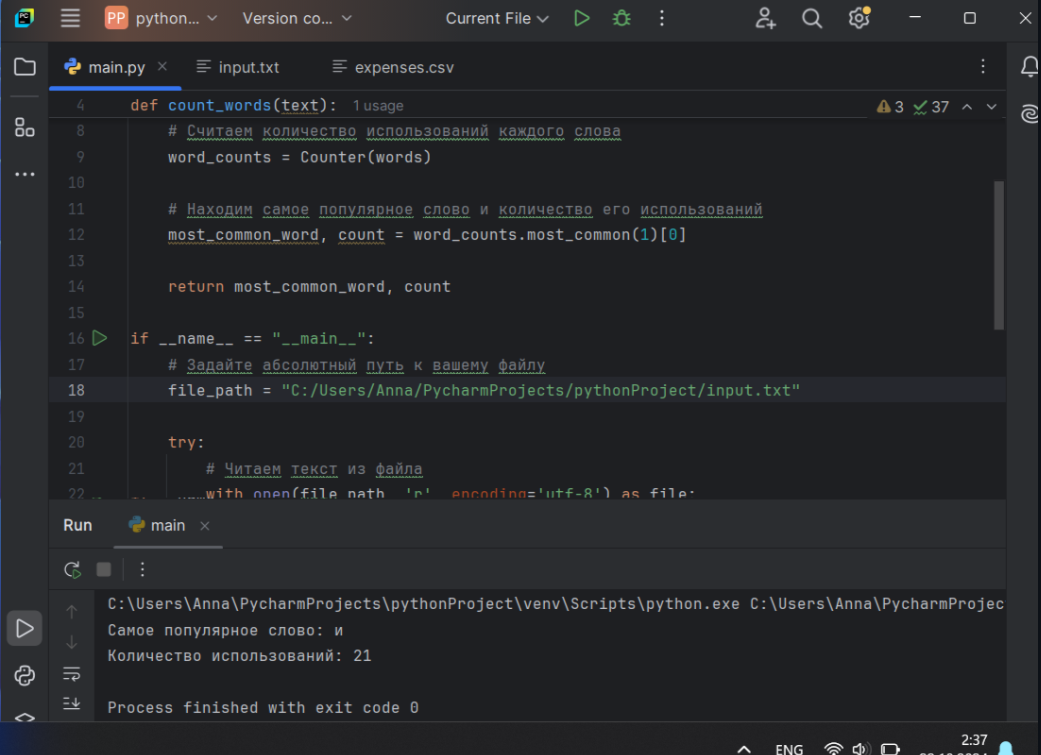 PC
PP python... Version co... Current File
main.py × input.txt expenses.csv
4 def count_words(text): 1 usage 3 37
8 # Считаем количество использований каждого слова
9 word_counts = Counter(words)
10
11 # Находим самое популярное слово и количество его использований
12 most_common_word, count = word_counts.most_common(1)[0]
13
14 return most_common_word, count
15
16 if __name__ == "__main__":
17 # Задайте абсолютный путь к вашему файлу
18 file_path = "C:/Users/Anna/PycharmProjects/pythonProject/input.txt"
19
20 try:
21 # Читаем текст из файла
22 with open(file_path, 'r', encoding='utf-8') as file:
Run main ×
C:\Users\Anna\PycharmProjects\pythonProject\venv\Scripts\python.exe C:\Users\Anna\PycharmProjec
Самое популярное слово: и
Количество использований: 21
Process finished with exit code 0
ENG 2:37